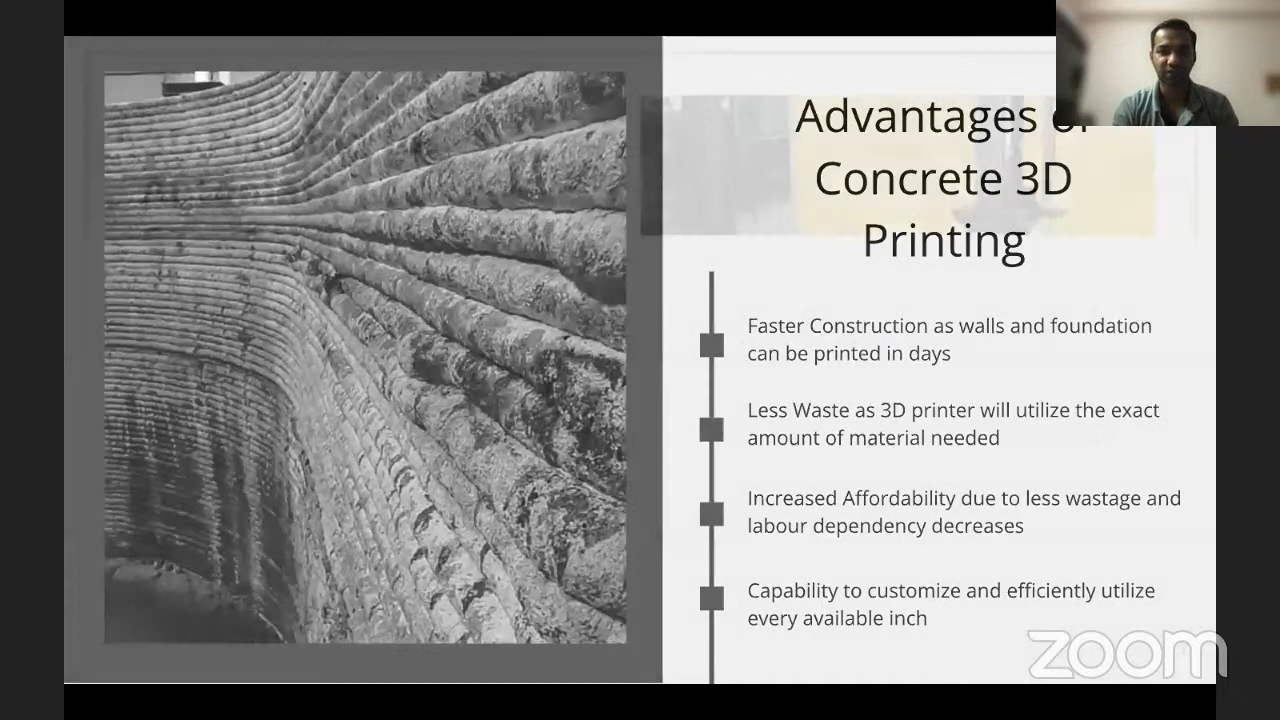 Advantages of
Concrete 3D
Printing
Faster Construction as walls and foundation
can be printed in days
Less Waste as 3D printer will utilize the exact
amount of material needed
Increased Affordability due to less wastage and
labour dependency decreases
Capability to customize and efficiently utilize
every available inch
zoom